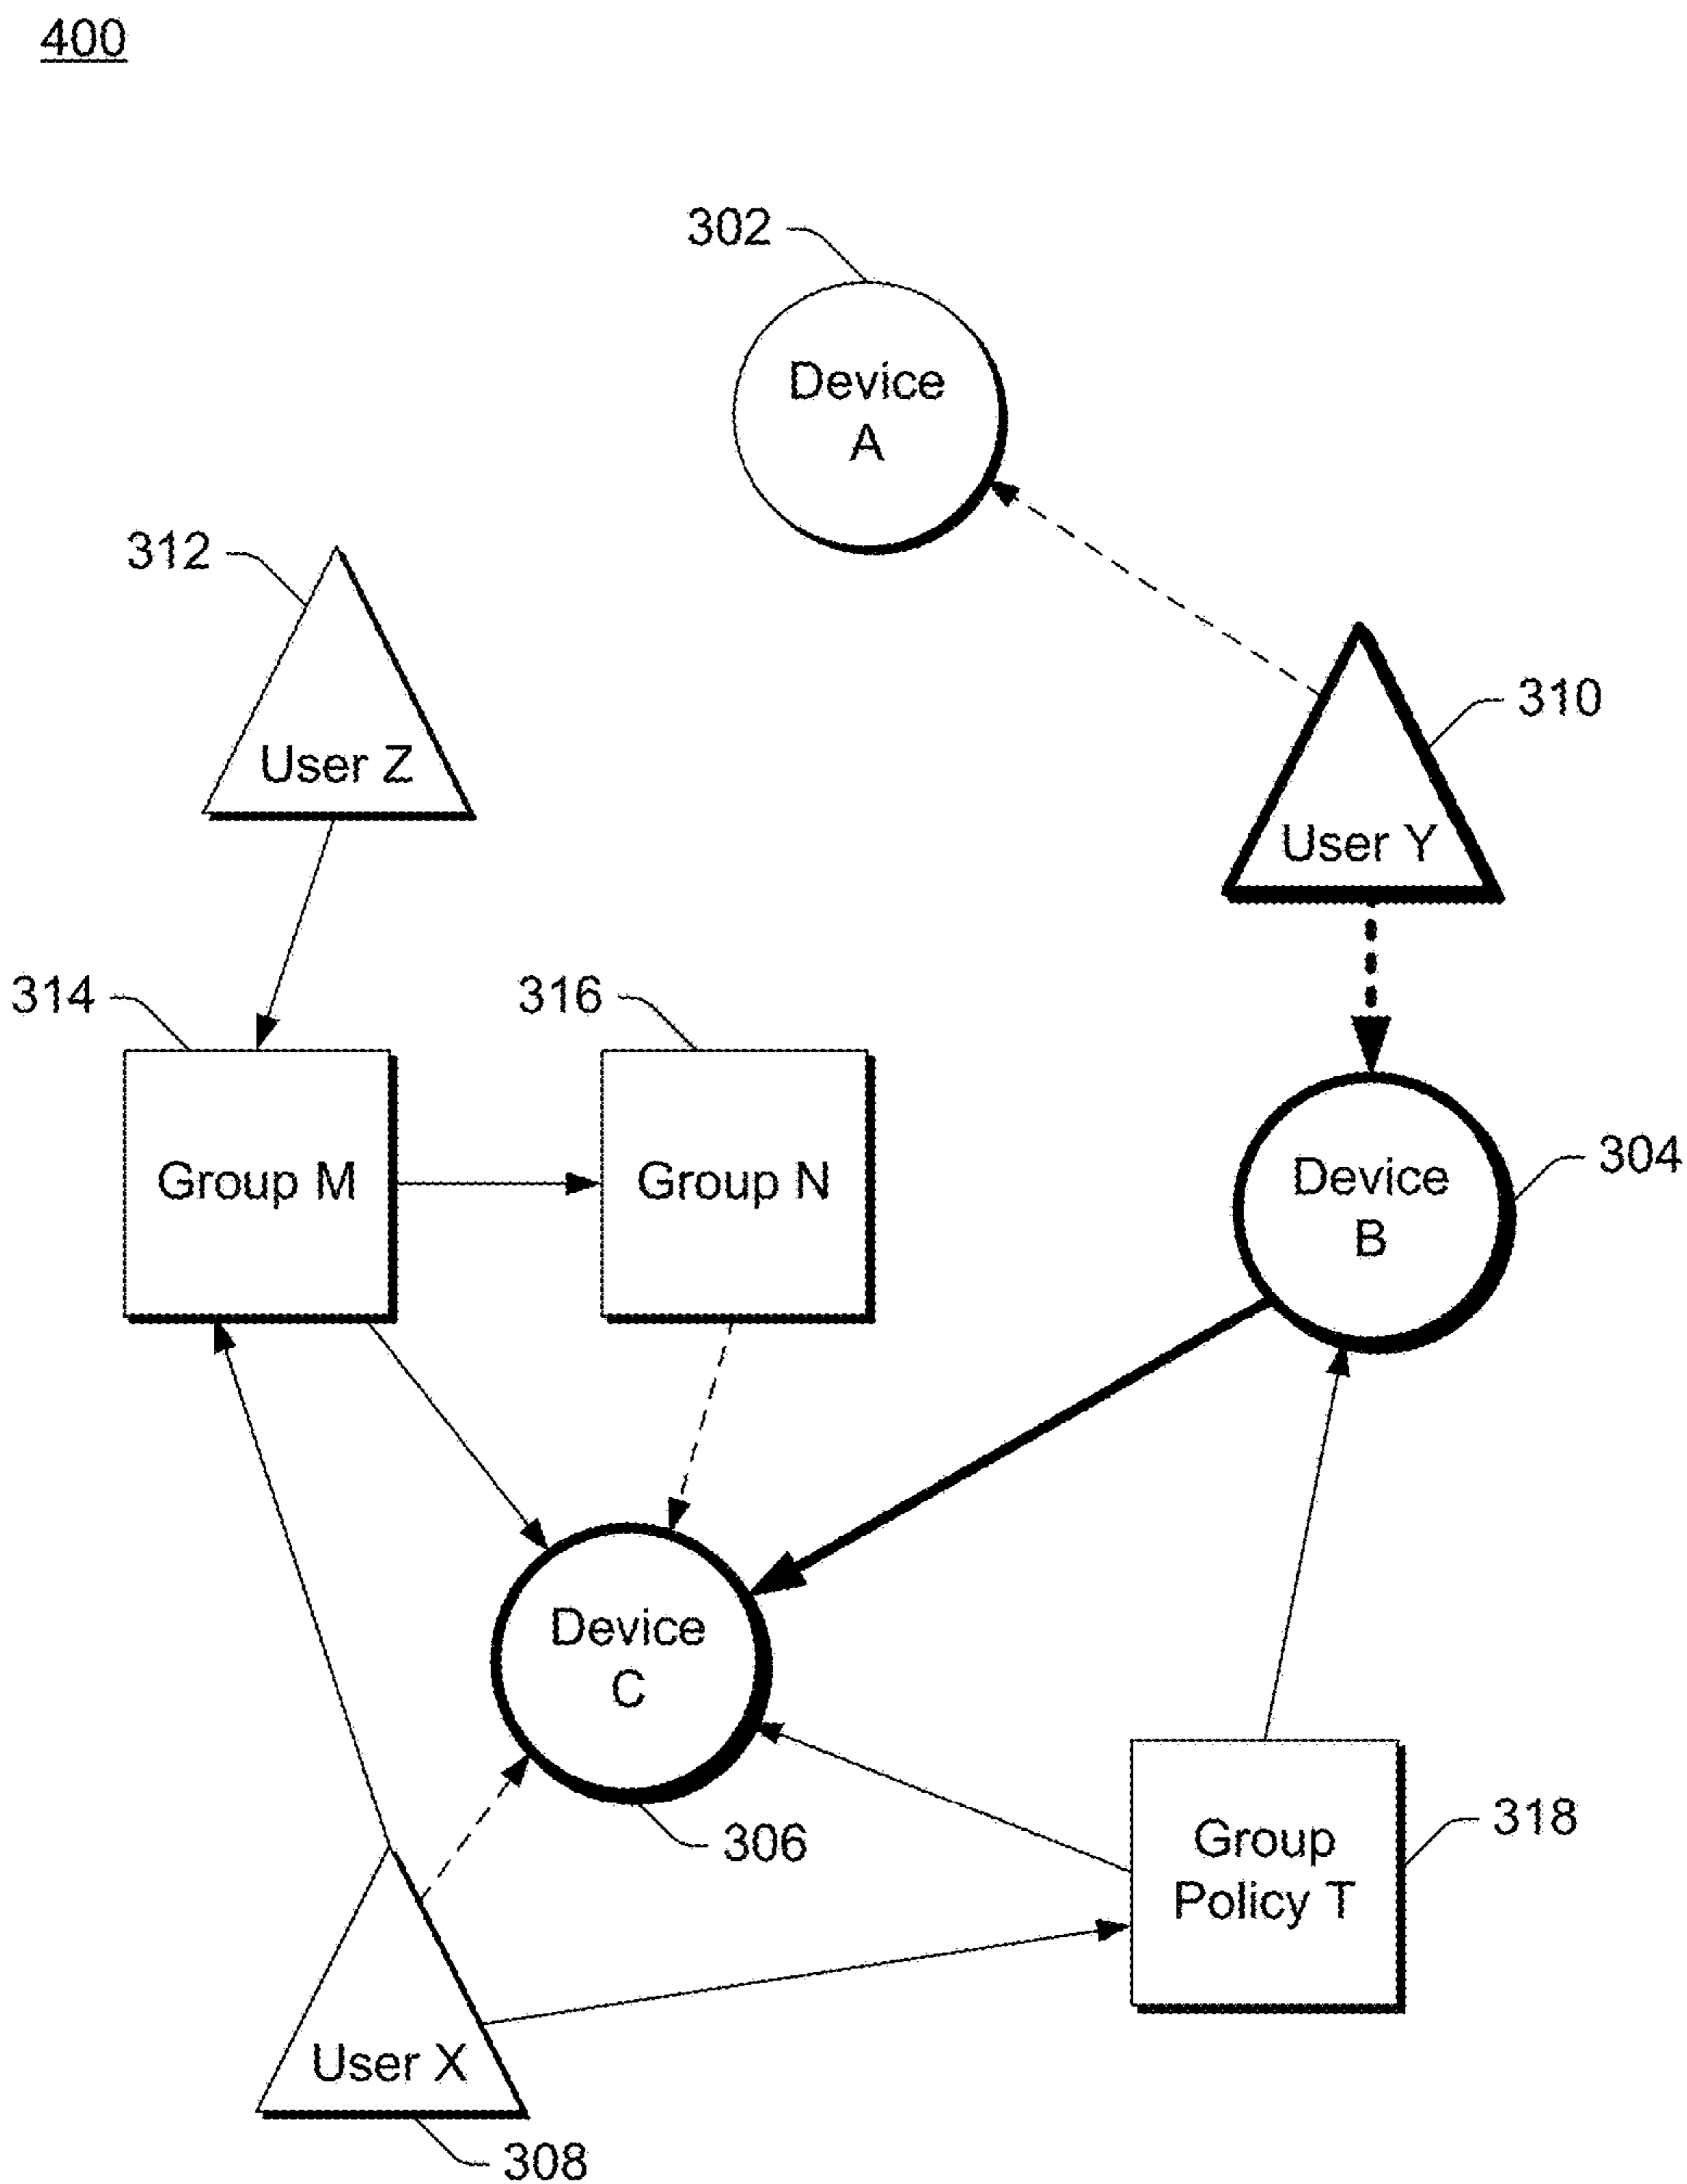 400
302
Device
A
312
User Z
310
User Y
314
316
Group M
Group N
Device
B
304
Device
C
306
Group
Policy T
318
User X
308